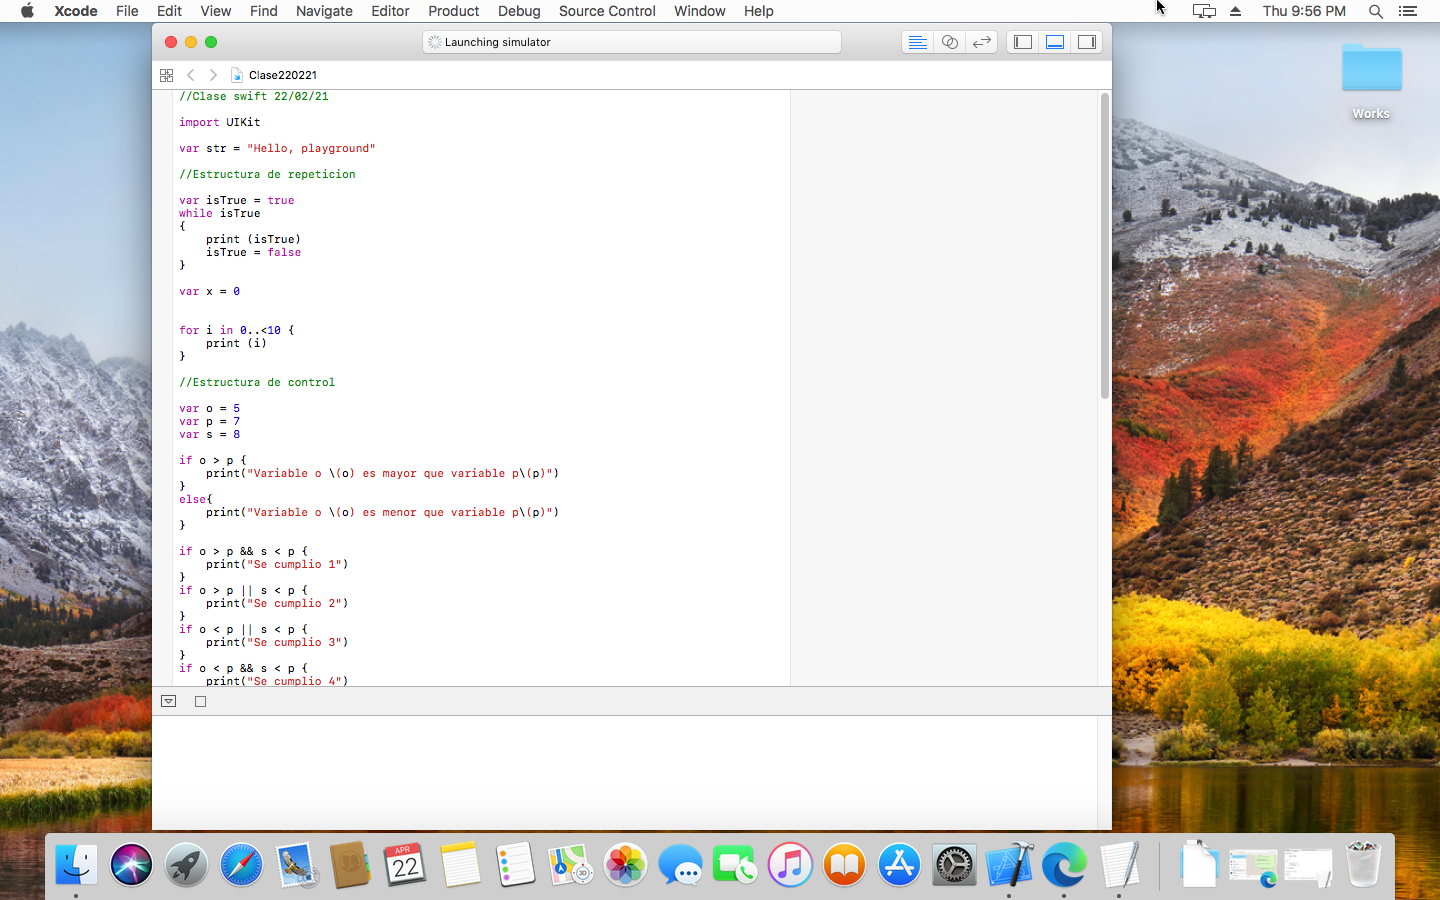 Xcode File Edit View Find Navigate Editor Product Debug Source Control Window Help Thu 9:56 PM
Launching simulator
Clase220221
//Clase swift 22/02/21
import UIKit
var str = "Hello, playground"
//Estructura de repeticion
var isTrue = true
while isTrue
{
    print (isTrue)
    isTrue = false
}
var x = 0
for i in 0..<10 {
    print (i)
}
//Estructura de control
var o = 5
var p = 7
var s = 8
if o > p {
    print("Variable o \(o) es mayor que variable p\(p)")
}
else{
    print("Variable o \(o) es menor que variable p\(p)")
}
if o > p && s < p {
    print("Se cumplio 1")
}
if o > p || s < p {
    print("Se cumplio 2")
}
if o < p || s < p {
    print("Se cumplio 3")
}
if o < p && s < p {
    print("Se cumplio 4")
Works
APR
22
3D